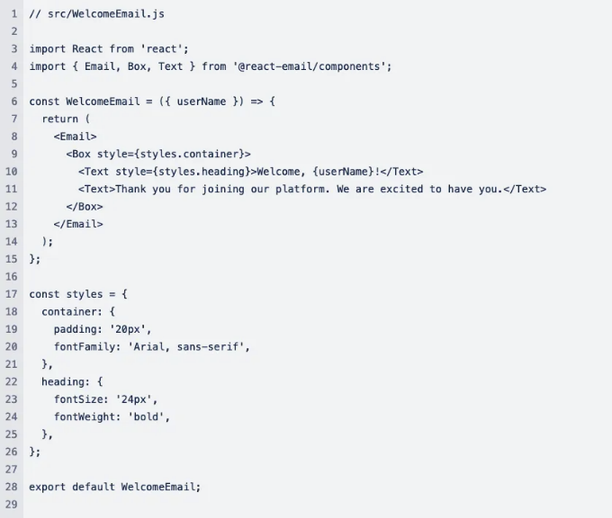 1 // src/WelcomeEmail.js
2
3 import React from 'react';
4 import { Email, Box, Text } from '@react-email/components';
5
6 const WelcomeEmail = ({ userName }) => {
7   return (
8     <Email>
9       <Box style={styles.container}>
10         <Text style={styles.heading}>Welcome, {userName}!</Text>
11         <Text>Thank you for joining our platform. We are excited to have you.</Text>
12       </Box>
13     </Email>
14   );
15 };
16
17 const styles = {
18   container: {
19     padding: '20px',
20     fontFamily: 'Arial, sans-serif',
21   },
22   heading: {
23     fontSize: '24px',
24     fontWeight: 'bold',
25   },
26 };
27
28 export default WelcomeEmail;
29